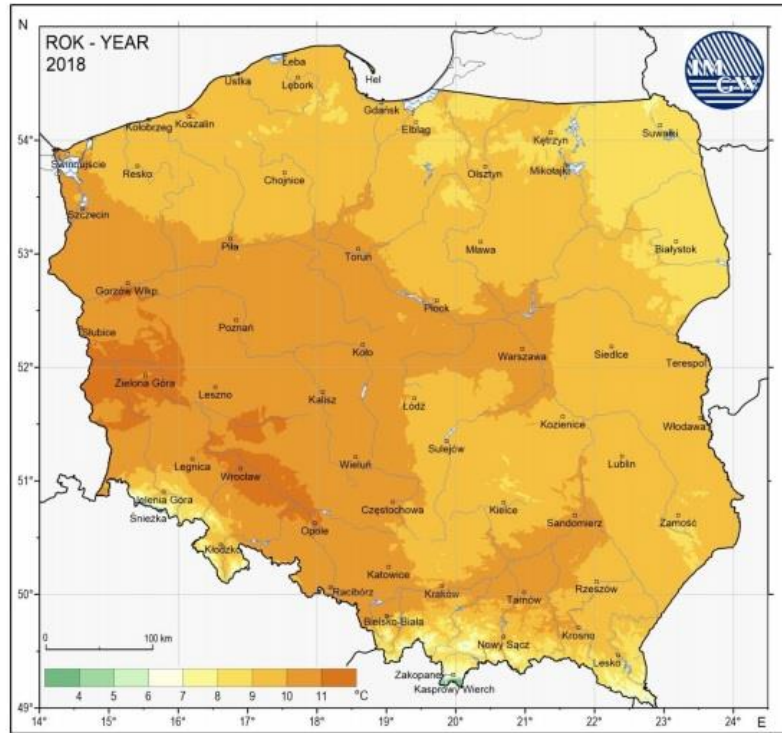 N
ROK - YEAR
2018
IM
GW
Łeba
Hel
Ustka
Lębork
Gdańsk
Kołobrzeg
Koszalin
54°
Elbląg
Kętrzyn
Suwałki
Świnoujście
Resko
Chojnice
Olsztyn
Mikołajki
Szczecin
Piła
Toruń
Mława
Białystok
53°
Gorzów Wlkp.
Płock
Poznań
Słubice
Koło
Warszawa
Siedlce
Terespol
52°
Zielona Góra
Leszno
Kalisz
Łódź
Kozienice
Włodawa
Sulejów
Legnica
Wrocław
Wieluń
Lublin
51°
Jelenia Góra
Śnieżka
Częstochowa
Kielce
Sandomierz
Zamość
Opole
Kłodzko
Katowice
Racibórz
Kraków
Tarnów
Rzeszów
50°
Bielsko-Biała
Nowy Sącz
Krosno
Lesko
0 100 km
Zakopane
Kasprowy Wierch
4 5 6 7 8 9 10 11 °C
49°
14° 15° 16° 17° 18° 19° 20° 21° 22° 23° 24° E